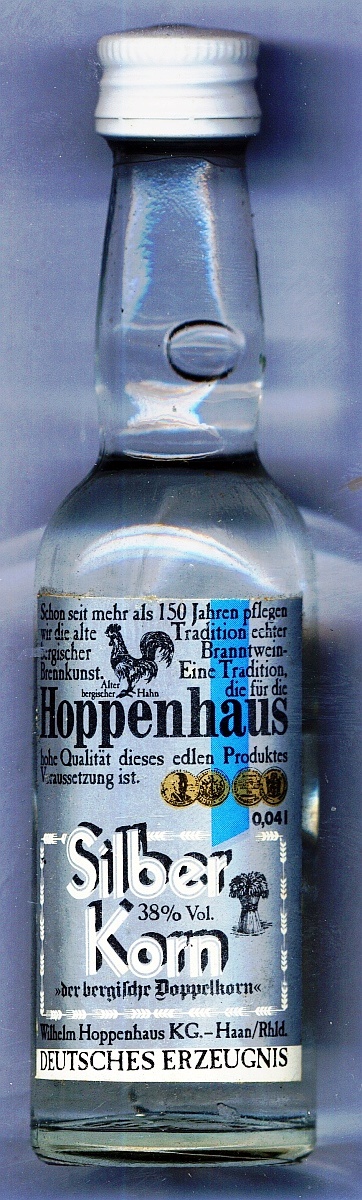 Schon seit mehr als 150 Jahren pflegen
wir die alte Tradition echter
bergischer Branntwein-
Brennkunst. Eine Tradition,
Alter
bergischer Hahn
die für die
Hoppenhaus
hohe Qualität dieses edlen Produktes
Voraussetzung ist.
0,04 l
Silber
38% Vol.
Korn
»der bergische Doppelkorn«
Wilhelm Hoppenhaus KG.-Haan/Rhld.
DEUTSCHES ERZEUGNIS